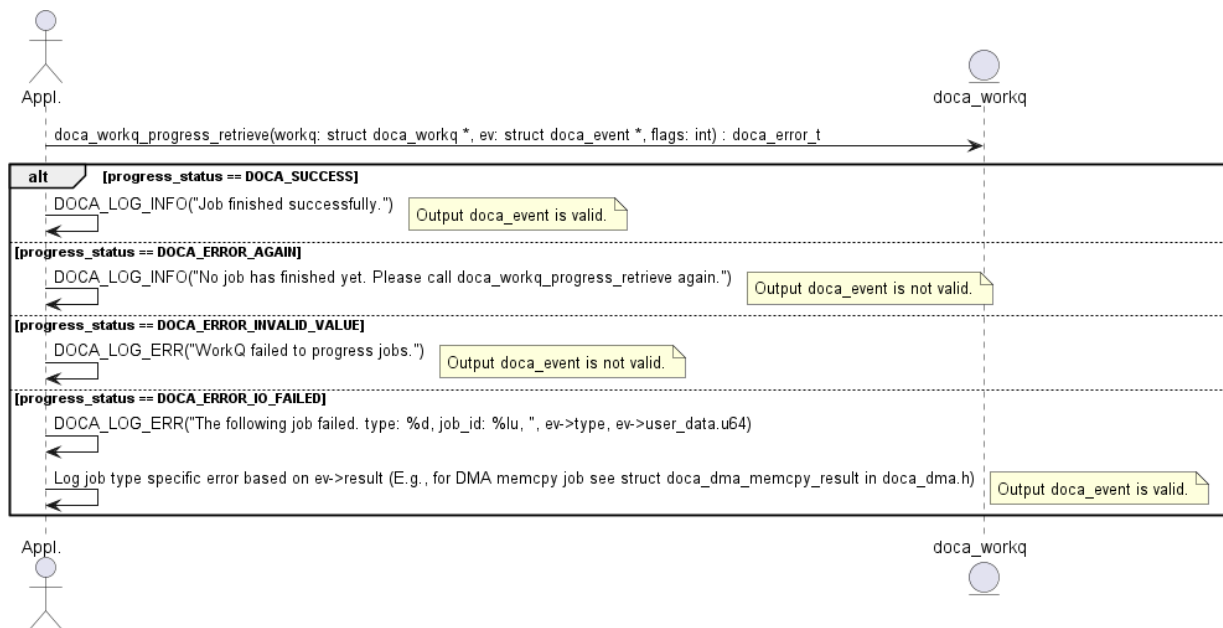 Appl.
doca_workq
doca_workq_progress_retrieve(workq: struct doca_workq *, ev: struct doca_event *, flags: int) : doca_error_t
alt [progress_status == DOCA_SUCCESS]
DOCA_LOG_INFO("Job finished successfully.")
Output doca_event is valid.
[progress_status == DOCA_ERROR_AGAIN]
DOCA_LOG_INFO("No job has finished yet. Please call doca_workq_progress_retrieve again.")
Output doca_event is not valid.
[progress_status == DOCA_ERROR_INVALID_VALUE]
DOCA_LOG_ERR("WorkQ failed to progress jobs.")
Output doca_event is not valid.
[progress_status == DOCA_ERROR_IO_FAILED]
DOCA_LOG_ERR("The following job failed. type: %d, job_id: %lu, ", ev->type, ev->user_data.u64)
Log job type specific error based on ev->result (E.g., for DMA memcpy job see struct doca_dma_memcpy_result in doca_dma.h)
Output doca_event is valid.
Appl.
doca_workq